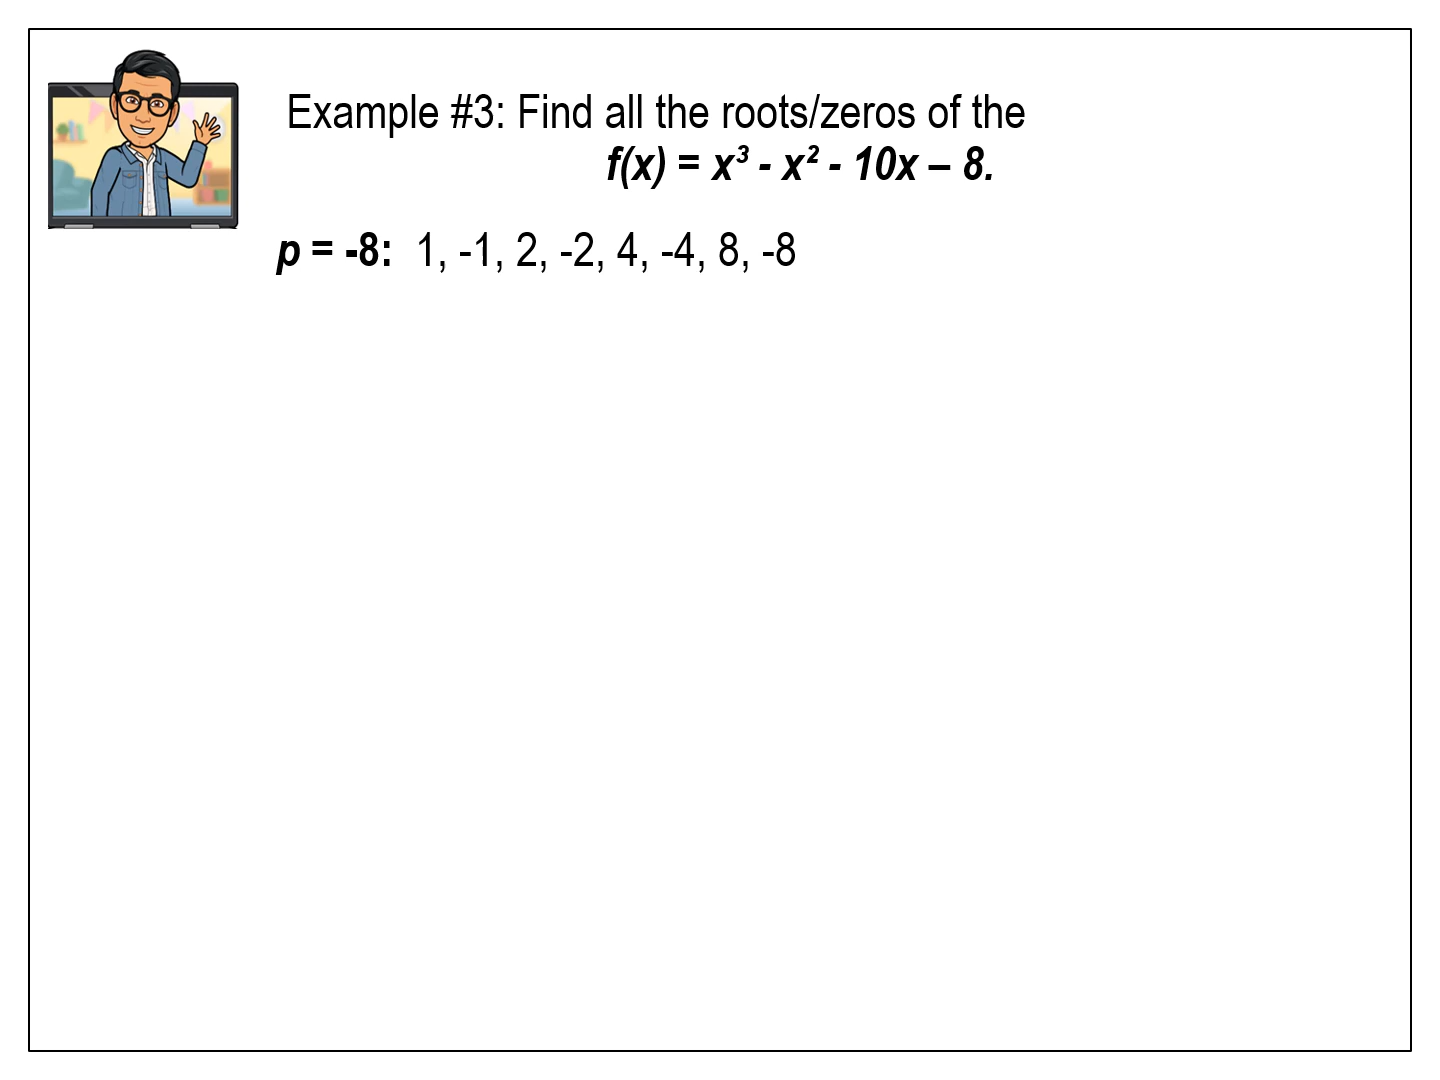 Example #3: Find all the roots/zeros of the
f(x) = x³ - x² - 10x – 8.
p = -8: 1, -1, 2, -2, 4, -4, 8, -8